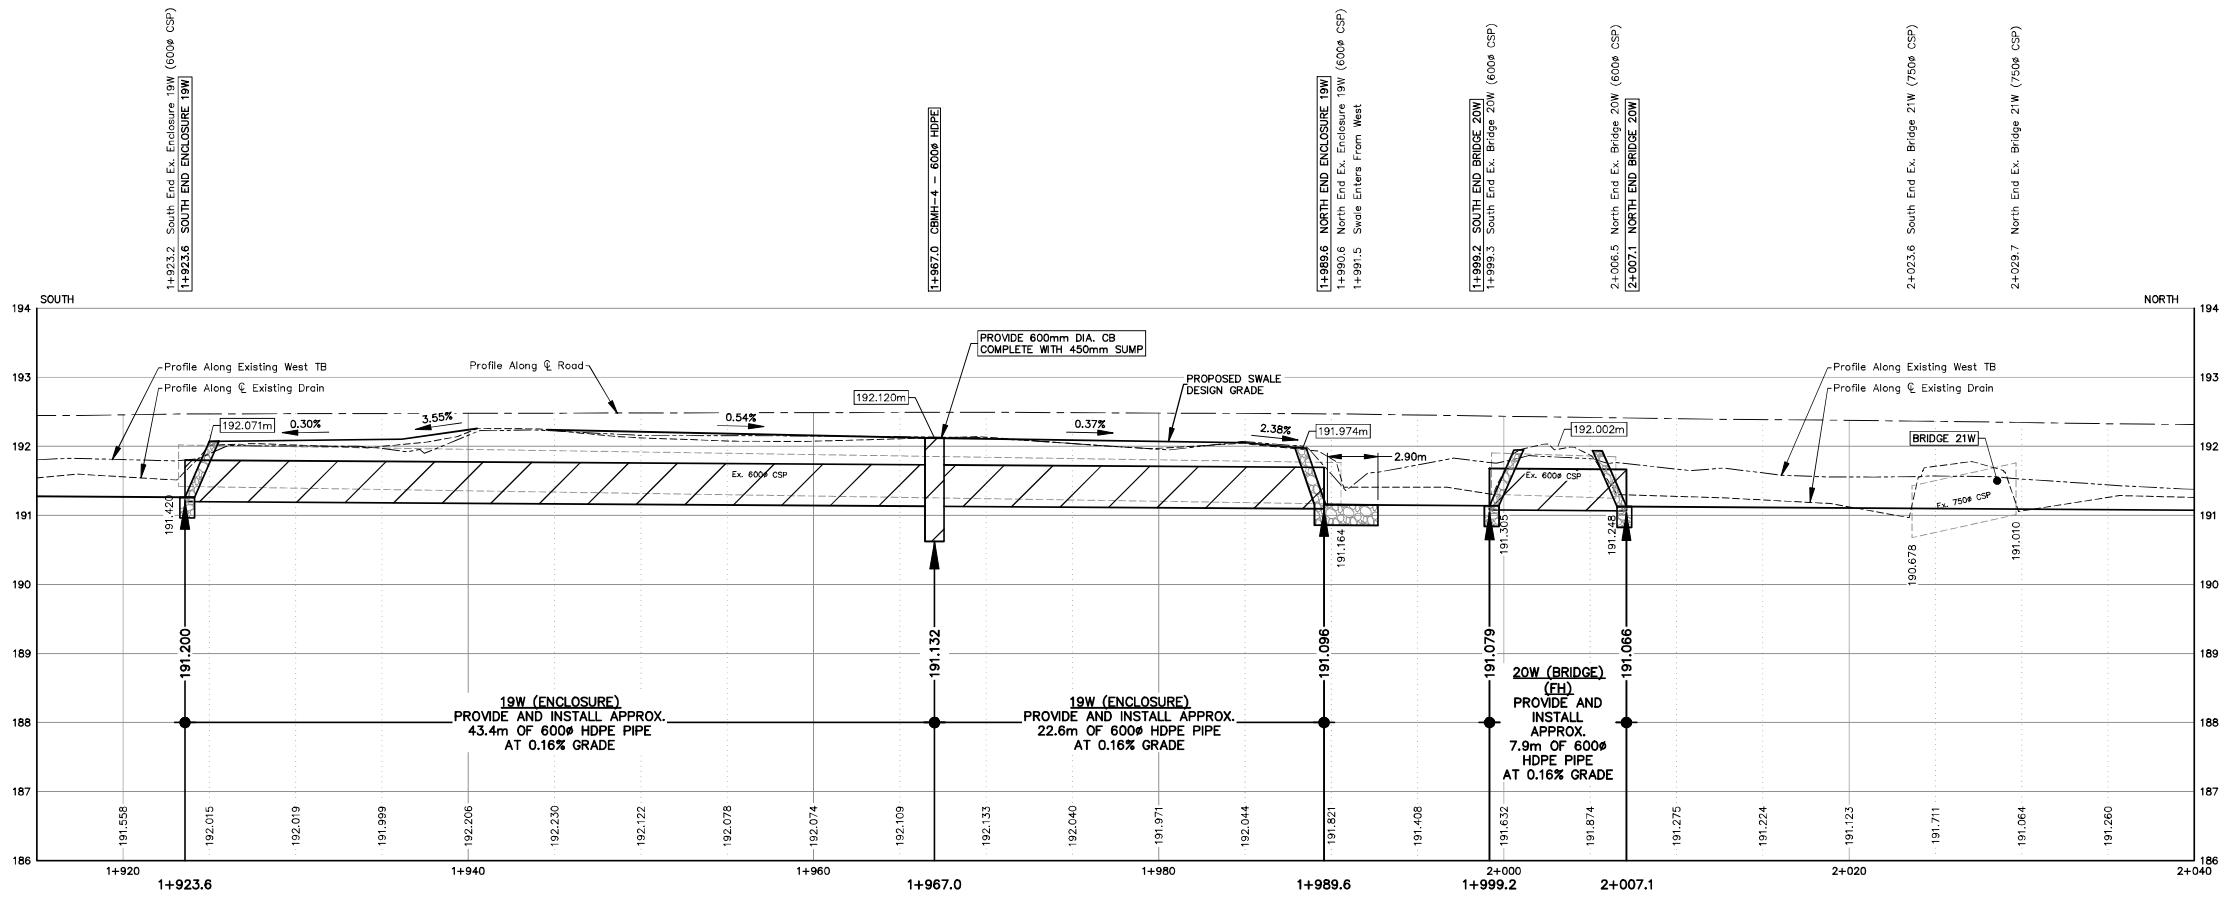 1+923.2 South End Ex. Enclosure 19W (600ø CSP)
1+923.6 SOUTH END ENCLOSURE 19W
1+967.0 CBMH-4 - 600ø HDPE
1+989.6 NORTH END ENCLOSURE 19W
1+990.6 North End Ex. Enclosure 19W (600ø CSP)
1+991.5 Swale Enters From West
1+999.2 SOUTH END BRIDGE 20W
1+999.3 South End Ex. Bridge 20W (600ø CSP)
2+006.5 North End Ex. Bridge 20W (600ø CSP)
2+007.1 NORTH END BRIDGE 20W
2+023.6 South End Ex. Bridge 21W (750ø CSP)
2+029.7 North End Ex. Bridge 21W (750ø CSP)
SOUTH
NORTH
194
194
193
193
192
192
191
191
190
190
189
189
188
188
187
187
186
186
Profile Along Existing West TB
Profile Along ℄ Existing Drain
Profile Along ℄ Road
PROVIDE 600mm DIA. CB
COMPLETE WITH 450mm SUMP
PROPOSED SWALE
DESIGN GRADE
Profile Along Existing West TB
Profile Along ℄ Existing Drain
192.071m
0.30%
3.55%
0.54%
192.120m
0.37%
2.38%
191.974m
2.90m
192.002m
BRIDGE 21W
Ex. 600ø CSP
Ex. 600ø CSP
Ex. 750ø CSP
191.420
191.164
191.305
191.248
190.678
191.010
191.200
191.132
191.096
191.079
191.066
19W (ENCLOSURE)
PROVIDE AND INSTALL APPROX.
43.4m OF 600ø HDPE PIPE
AT 0.16% GRADE
19W (ENCLOSURE)
PROVIDE AND INSTALL APPROX.
22.6m OF 600ø HDPE PIPE
AT 0.16% GRADE
20W (BRIDGE)
(FH)
PROVIDE AND
INSTALL
APPROX.
7.9m OF 600ø
HDPE PIPE
AT 0.16% GRADE
191.558
192.015
192.019
191.999
192.206
192.230
192.122
192.078
192.074
192.109
192.133
192.040
191.971
192.044
191.821
191.408
191.632
191.874
191.275
191.224
191.123
191.711
191.064
191.260
1+920
1+940
1+960
1+980
2+000
2+020
2+040
1+923.6
1+967.0
1+989.6
1+999.2
2+007.1